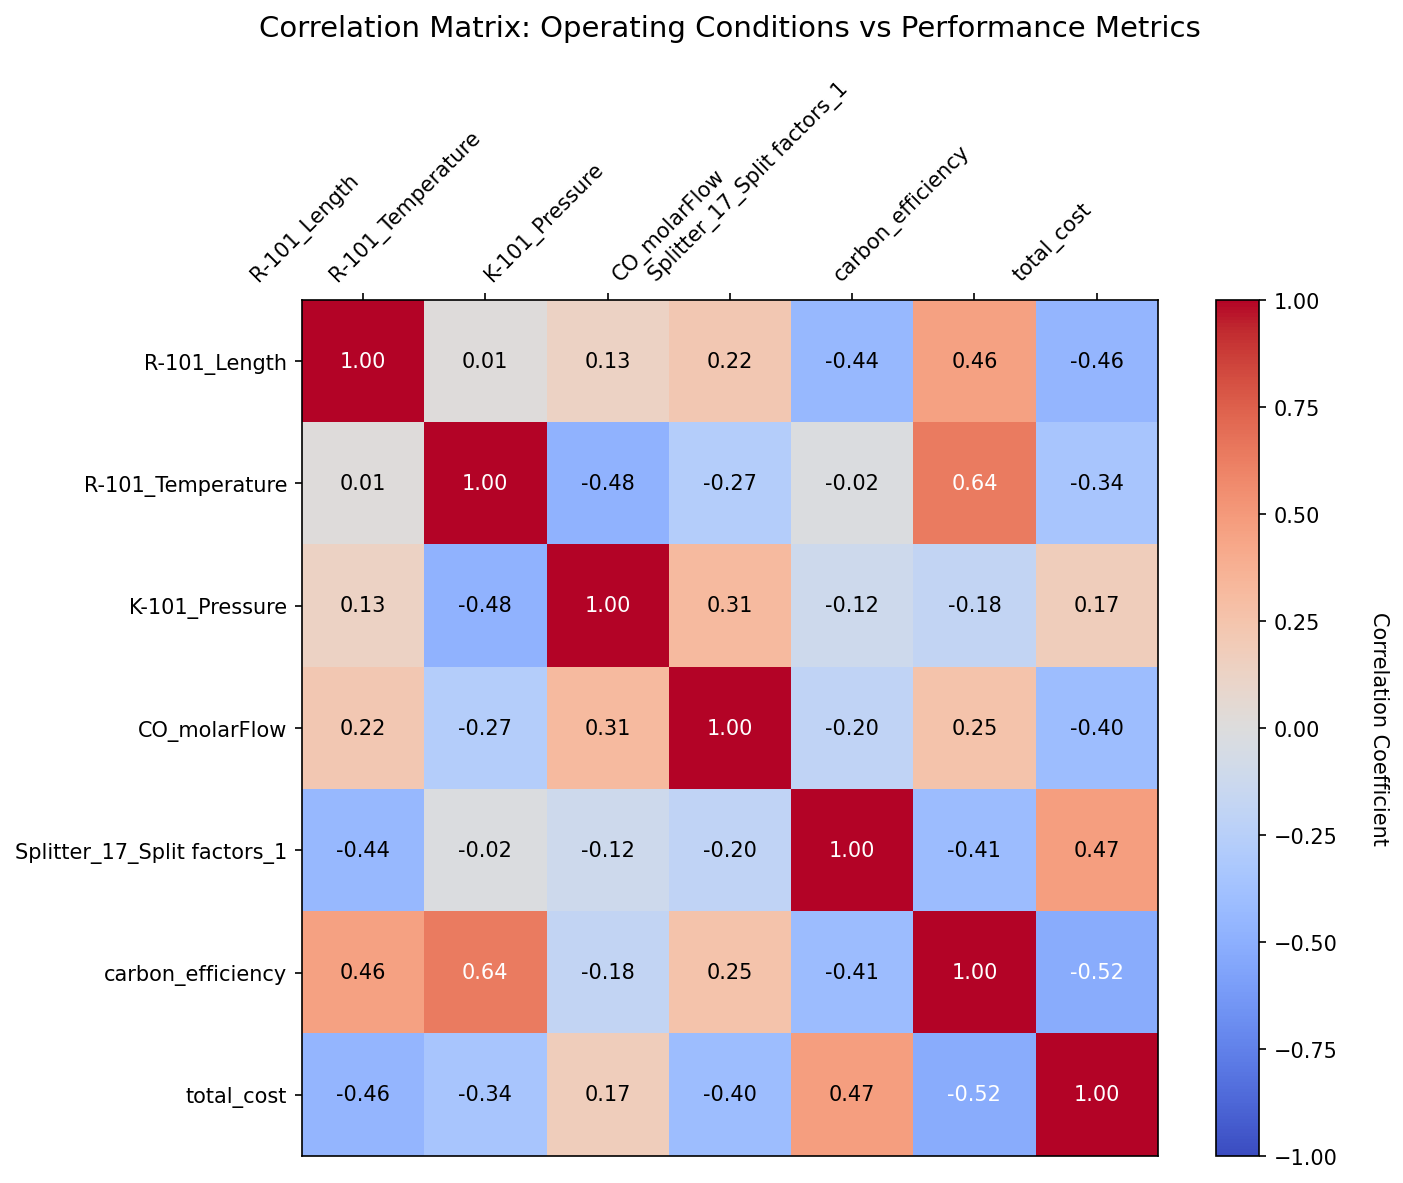 Correlation Matrix: Operating Conditions vs Performance Metrics
R-101_Length
R-101_Temperature
K-101_Pressure
CO_molarFlow
Splitter_17_Split factors_1
carbon_efficiency
total_cost
R-101_Length 1.00 0.01 0.13 0.22 -0.44 0.46 -0.46
R-101_Temperature 0.01 1.00 -0.48 -0.27 -0.02 0.64 -0.34
K-101_Pressure 0.13 -0.48 1.00 0.31 -0.12 -0.18 0.17
CO_molarFlow 0.22 -0.27 0.31 1.00 -0.20 0.25 -0.40
Splitter_17_Split factors_1 -0.44 -0.02 -0.12 -0.20 1.00 -0.41 0.47
carbon_efficiency 0.46 0.64 -0.18 0.25 -0.41 1.00 -0.52
total_cost -0.46 -0.34 0.17 -0.40 0.47 -0.52 1.00
1.00
0.75
0.50
0.25
0.00
−0.25
−0.50
−0.75
−1.00
Correlation Coefficient